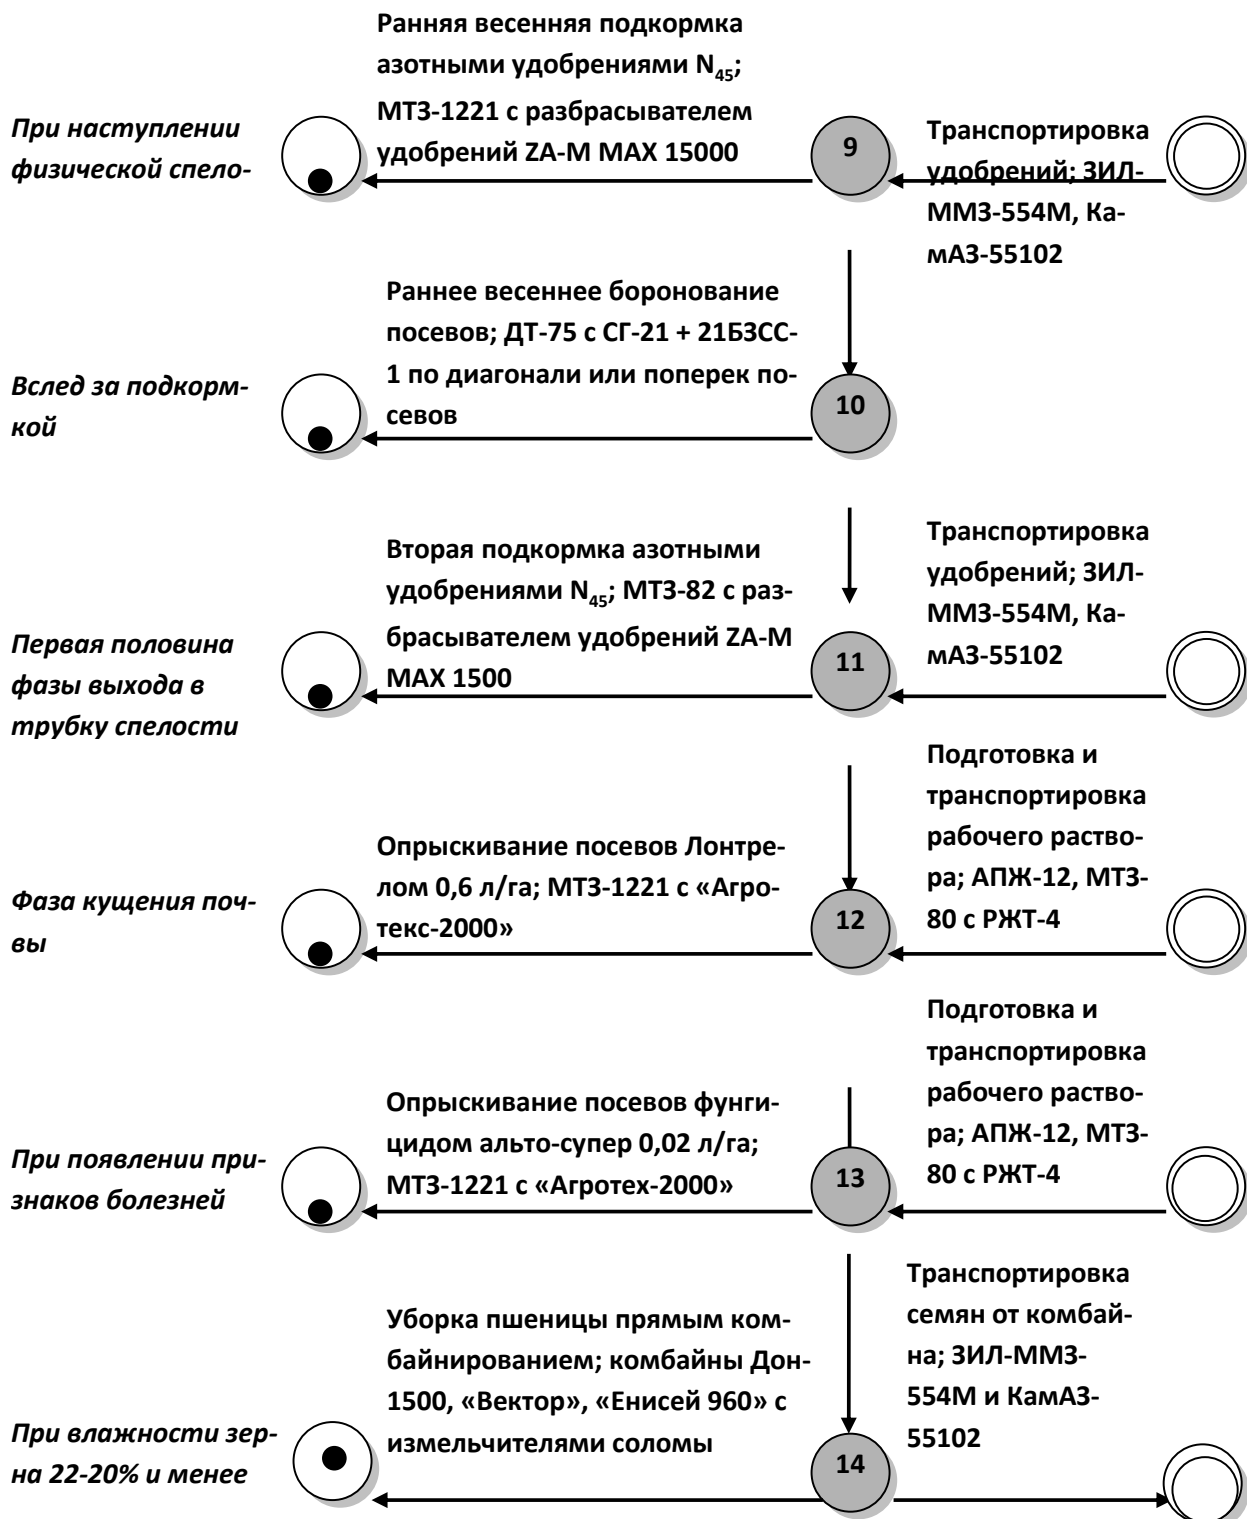 Ранняя весенняя подкормка
азотными удобрениями N45;
МТЗ-1221 с разбрасывателем
удобрений ZA-M MAX 15000
При наступлении
физической спело-
9
Транспортировка
удобрений; ЗИЛ-
ММЗ-554М, Ка-
мАЗ-55102
Раннее весеннее боронование
посевов; ДТ-75 с СГ-21 + 21БЗСС-
1 по диагонали или поперек по-
севов
Вслед за подкорм-
кой
10
Вторая подкормка азотными
удобрениями N45; МТЗ-82 с раз-
брасывателем удобрений ZA-M
MAX 1500
Первая половина
фазы выхода в
трубку спелости
11
Транспортировка
удобрений; ЗИЛ-
ММЗ-554М, Ка-
мАЗ-55102
Опрыскивание посевов Лонтре-
лом 0,6 л/га; МТЗ-1221 с «Агро-
текс-2000»
Фаза кущения поч-
вы
12
Подготовка и
транспортировка
рабочего раство-
ра; АПЖ-12, МТЗ-
80 с РЖТ-4
Опрыскивание посевов фунги-
цидом альто-супер 0,02 л/га;
МТЗ-1221 с «Агротех-2000»
При появлении при-
знаков болезней
13
Подготовка и
транспортировка
рабочего раство-
ра; АПЖ-12, МТЗ-
80 с РЖТ-4
Уборка пшеницы прямым ком-
байнированием; комбайны Дон-
1500, «Вектор», «Енисей 960» с
измельчителями соломы
При влажности зер-
на 22-20% и менее
14
Транспортировка
семян от комбай-
на; ЗИЛ-ММЗ-
554М и КамАЗ-
55102